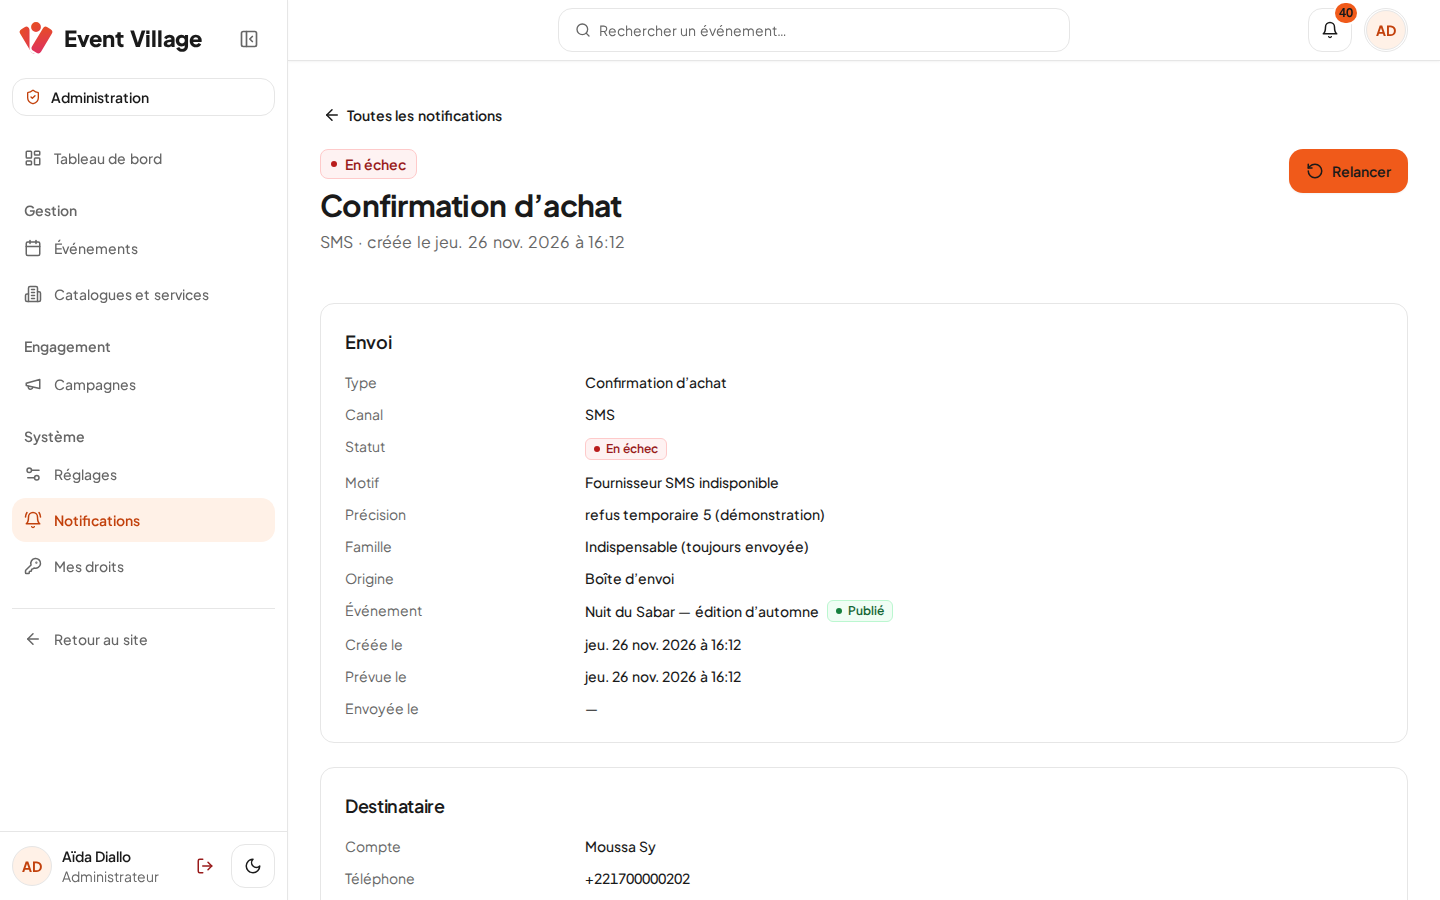 Event Village
Rechercher un événement…
40
AD
Administration
Tableau de bord
Gestion
Événements
Catalogues et services
Engagement
Campagnes
Système
Réglages
Notifications
Mes droits
Retour au site
AD
Aïda Diallo
Administrateur
Toutes les notifications
En échec
Relancer
Confirmation d’achat
SMS · créée le jeu. 26 nov. 2026 à 16:12
Envoi
Type Confirmation d’achat
Canal SMS
Statut En échec
Motif Fournisseur SMS indisponible
Précision refus temporaire 5 (démonstration)
Famille Indispensable (toujours envoyée)
Origine Boîte d’envoi
Événement Nuit du Sabar — édition d’automne Publié
Créée le jeu. 26 nov. 2026 à 16:12
Prévue le jeu. 26 nov. 2026 à 16:12
Envoyée le —
Destinataire
Compte Moussa Sy
Téléphone +221700000202